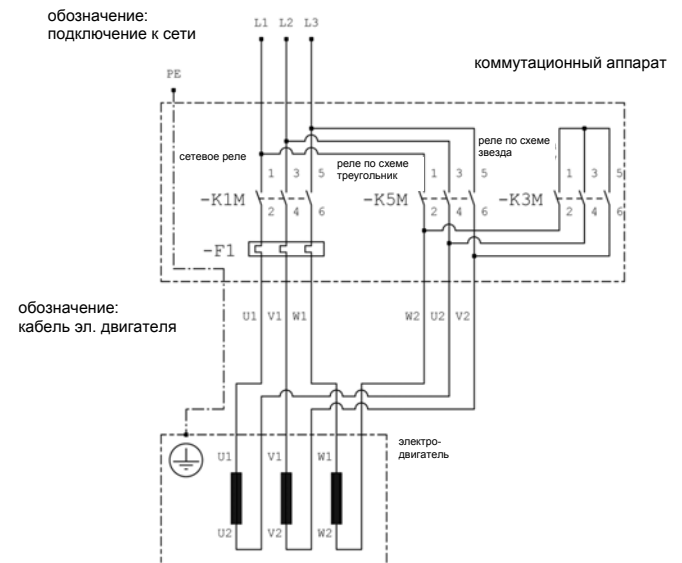 обозначение:
подключение к сети
L1 L2 L3
коммутационный аппарат
PE
сетевое реле
реле по схеме
треугольник
реле по схеме
звезда
1 3 5
1 3 5
1 3 5
-K1M
-K5M
-K3M
2 4 6
2 4 6
2 4 6
-F1
обозначение:
кабель эл. двигателя
U1 V1 W1
W2 U2 V2
электро-
двигатель
U1 V1 W1
U2 V2 W2